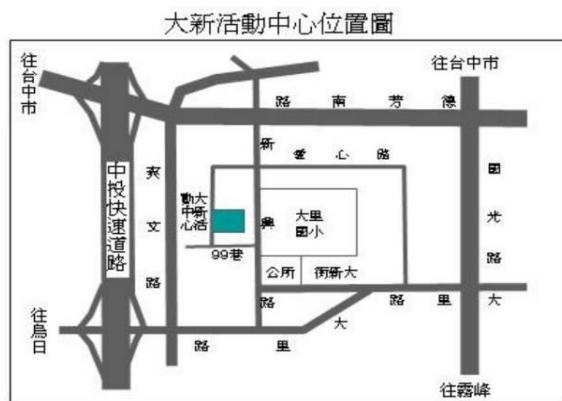 大新活動中心位置圖
往台中市
往台中市
德芳南路
愛心路
新興路
國光路
中投快速道路
爽文路
大新活
動中心
大里
國小
99巷
公所
大新街
大里路
大里路
往烏日
往霧峰